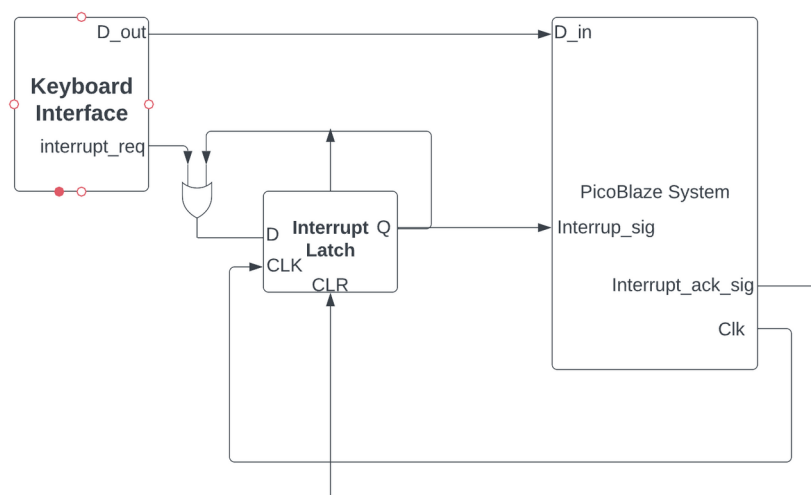 D_out
D_in
Keyboard
Interface
interrupt_req
PicoBlaze System
Interrupt
Latch
Q
D
Interrup_sig
CLK
CLR
Interrupt_ack_sig
Clk